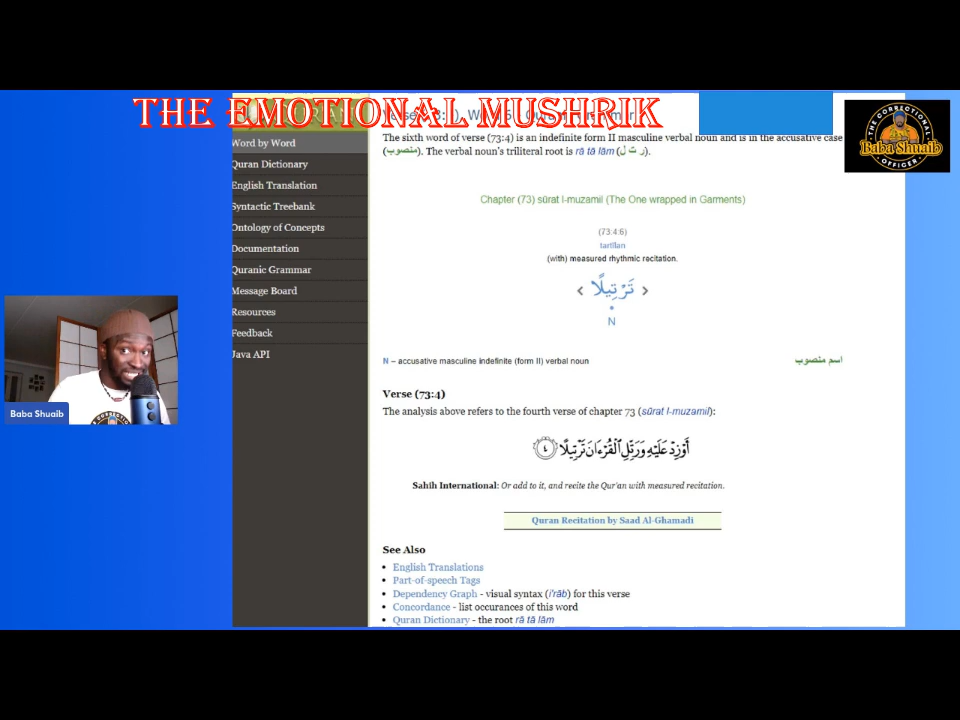 THE EMOTIONAL MUSHRIK
The sixth word of verse (73:4) is an indefinite form II masculine verbal noun and is in the accusative case
(منصوب). The verbal noun's triliteral root is rā tā lām (ر ت ل).
Word by Word
Quran Dictionary
English Translation
Syntactic Treebank
Ontology of Concepts
Documentation
Quranic Grammar
Message Board
Resources
Feedback
Java API
Chapter (73) sūrat l-muzamil (The One wrapped in Garments)
(73:4:6)
tartīlan
(with) measured rhythmic recitation.
تَرْتِيلًا
N
N – accusative masculine indefinite (form II) verbal noun
اسم منصوب
Verse (73:4)
The analysis above refers to the fourth verse of chapter 73 (sūrat l-muzamil):
أَوْ زِدْ عَلَيْهِ وَرَتِّلِ الْقُرْءَانَ تَرْتِيلًا ٤
Sahih International: Or add to it, and recite the Qur'an with measured recitation.
Quran Recitation by Saad Al-Ghamadi
See Also
• English Translations
• Part-of-speech Tags
• Dependency Graph - visual syntax (i'rāb) for this verse
• Concordance - list occurances of this word
• Quran Dictionary - the root rā tā lām
Baba Shuaib
THE CORRECTIONAL
Baba Shuaib
OFFICER